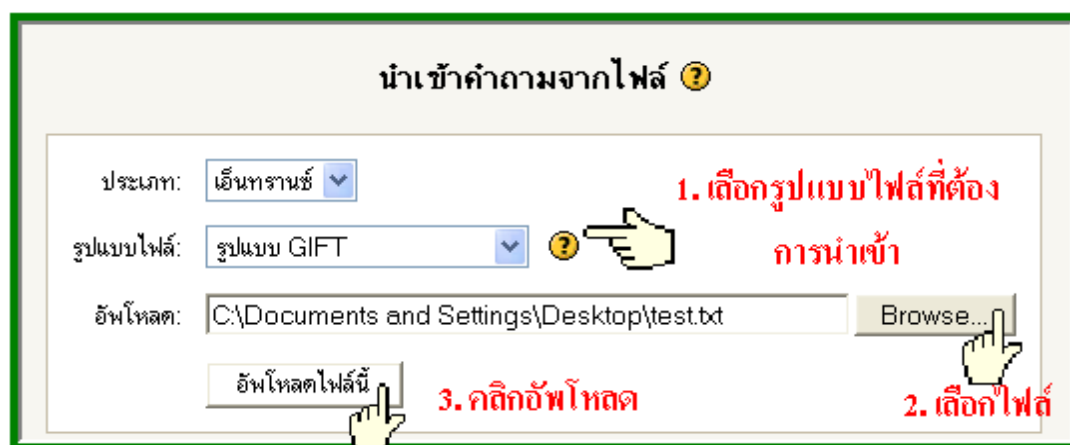 นำเข้าคำถามจากไฟล์ ?
ประเภท: เอ็นทรานซ์
1. เลือกรูปแบบไฟล์ที่ต้อง
การนำเข้า
รูปแบบไฟล์: รูปแบบ GIFT ?
อัพโหลด: C:\Documents and Settings\Desktop\test.txt Browse...
อัพโหลดไฟล์นี้
3. คลิกอัพโหลด
2. เลือกไฟล์